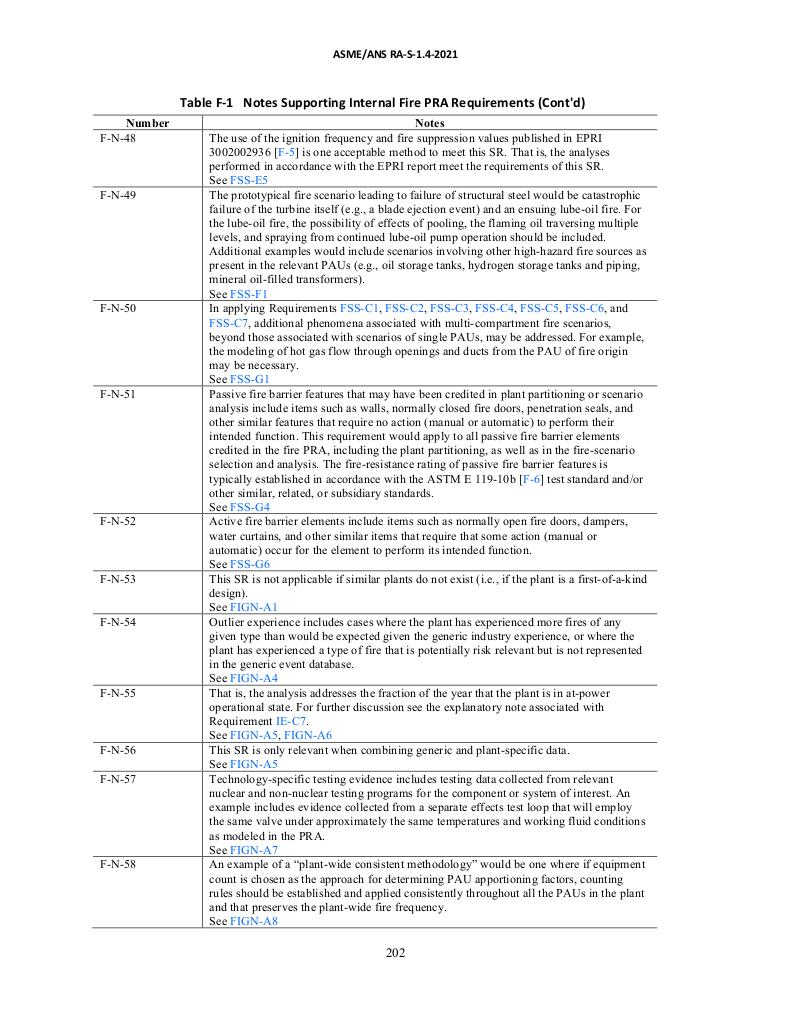 ASME/ANS RA-S-1.4-2021
Table F-1 Notes Supporting Internal Fire PRA Requirements (Cont'd)
Number Notes
F-N-48 The use of the ignition frequency and fire suppression values published in EPRI
3002002936 [F-5] is one acceptable method to meet this SR. That is, the analyses
performed in accordance with the EPRI report meet the requirements of this SR.
See FSS-E5
F-N-49 The prototypical fire scenario leading to failure of structural steel would be catastrophic
failure of the turbine itself (e.g., a blade ejection event) and an ensuing lube-oil fire. For
the lube-oil fire, the possibility of effects of pooling, the flaming oil traversing multiple
levels, and spraying from continued lube-oil pump operation should be included.
Additional examples would include scenarios involving other high-hazard fire sources as
present in the relevant PAUs (e.g., oil storage tanks, hydrogen storage tanks and piping,
mineral oil-filled transformers).
See FSS-F1
F-N-50 In applying Requirements FSS-C1, FSS-C2, FSS-C3, FSS-C4, FSS-C5, FSS-C6, and
FSS-C7, additional phenomena associated with multi-compartment fire scenarios,
beyond those associated with scenarios of single PAUs, may be addressed. For example,
the modeling of hot gas flow through openings and ducts from the PAU of fire origin
may be necessary.
See FSS-G1
F-N-51 Passive fire barrier features that may have been credited in plant partitioning or scenario
analysis include items such as walls, normally closed fire doors, penetration seals, and
other similar features that require no action (manual or automatic) to perform their
intended function. This requirement would apply to all passive fire barrier elements
credited in the fire PRA, including the plant partitioning, as well as in the fire-scenario
selection and analysis. The fire-resistance rating of passive fire barrier features is
typically established in accordance with the ASTM E 119-10b [F-6] test standard and/or
other similar, related, or subsidiary standards.
See FSS-G4
F-N-52 Active fire barrier elements include items such as normally open fire doors, dampers,
water curtains, and other similar items that require that some action (manual or
automatic) occur for the element to perform its intended function.
See FSS-G6
F-N-53 This SR is not applicable if similar plants do not exist (i.e., if the plant is a first-of-a-kind
design).
See FIGN-A1
F-N-54 Outlier experience includes cases where the plant has experienced more fires of any
given type than would be expected given the generic industry experience, or where the
plant has experienced a type of fire that is potentially risk relevant but is not represented
in the generic event database.
See FIGN-A4
F-N-55 That is, the analysis addresses the fraction of the year that the plant is in at-power
operational state. For further discussion see the explanatory note associated with
Requirement IE-C7.
See FIGN-A5, FIGN-A6
F-N-56 This SR is only relevant when combining generic and plant-specific data.
See FIGN-A5
F-N-57 Technology-specific testing evidence includes testing data collected from relevant
nuclear and non-nuclear testing programs for the component or system of interest. An
example includes evidence collected from a separate effects test loop that will employ
the same valve under approximately the same temperatures and working fluid conditions
as modeled in the PRA.
See FIGN-A7
F-N-58 An example of a “plant-wide consistent methodology” would be one where if equipment
count is chosen as the approach for determining PAU apportioning factors, counting
rules should be established and applied consistently throughout all the PAUs in the plant
and that preserves the plant-wide fire frequency.
See FIGN-A8
202